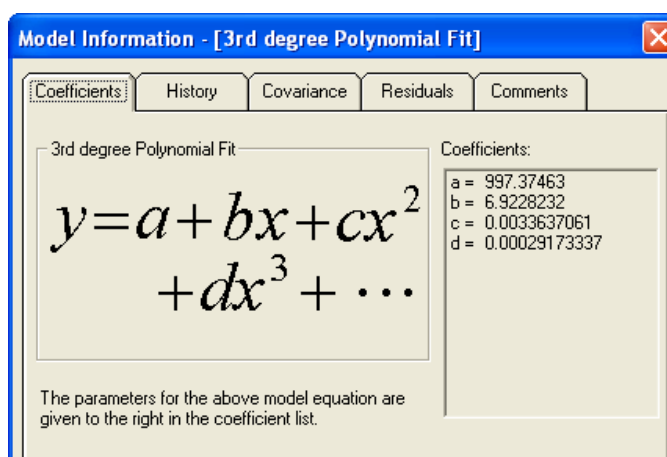 Model Information - [3rd degree Polynomial Fit]
Coefficients History Covariance Residuals Comments
3rd degree Polynomial Fit
y=a+bx+cx²
+dx³+⋯
Coefficients:
a = 997.37463
b = 6.9228232
c = 0.0033637061
d = 0.00029173337
The parameters for the above model equation are
given to the right in the coefficient list.